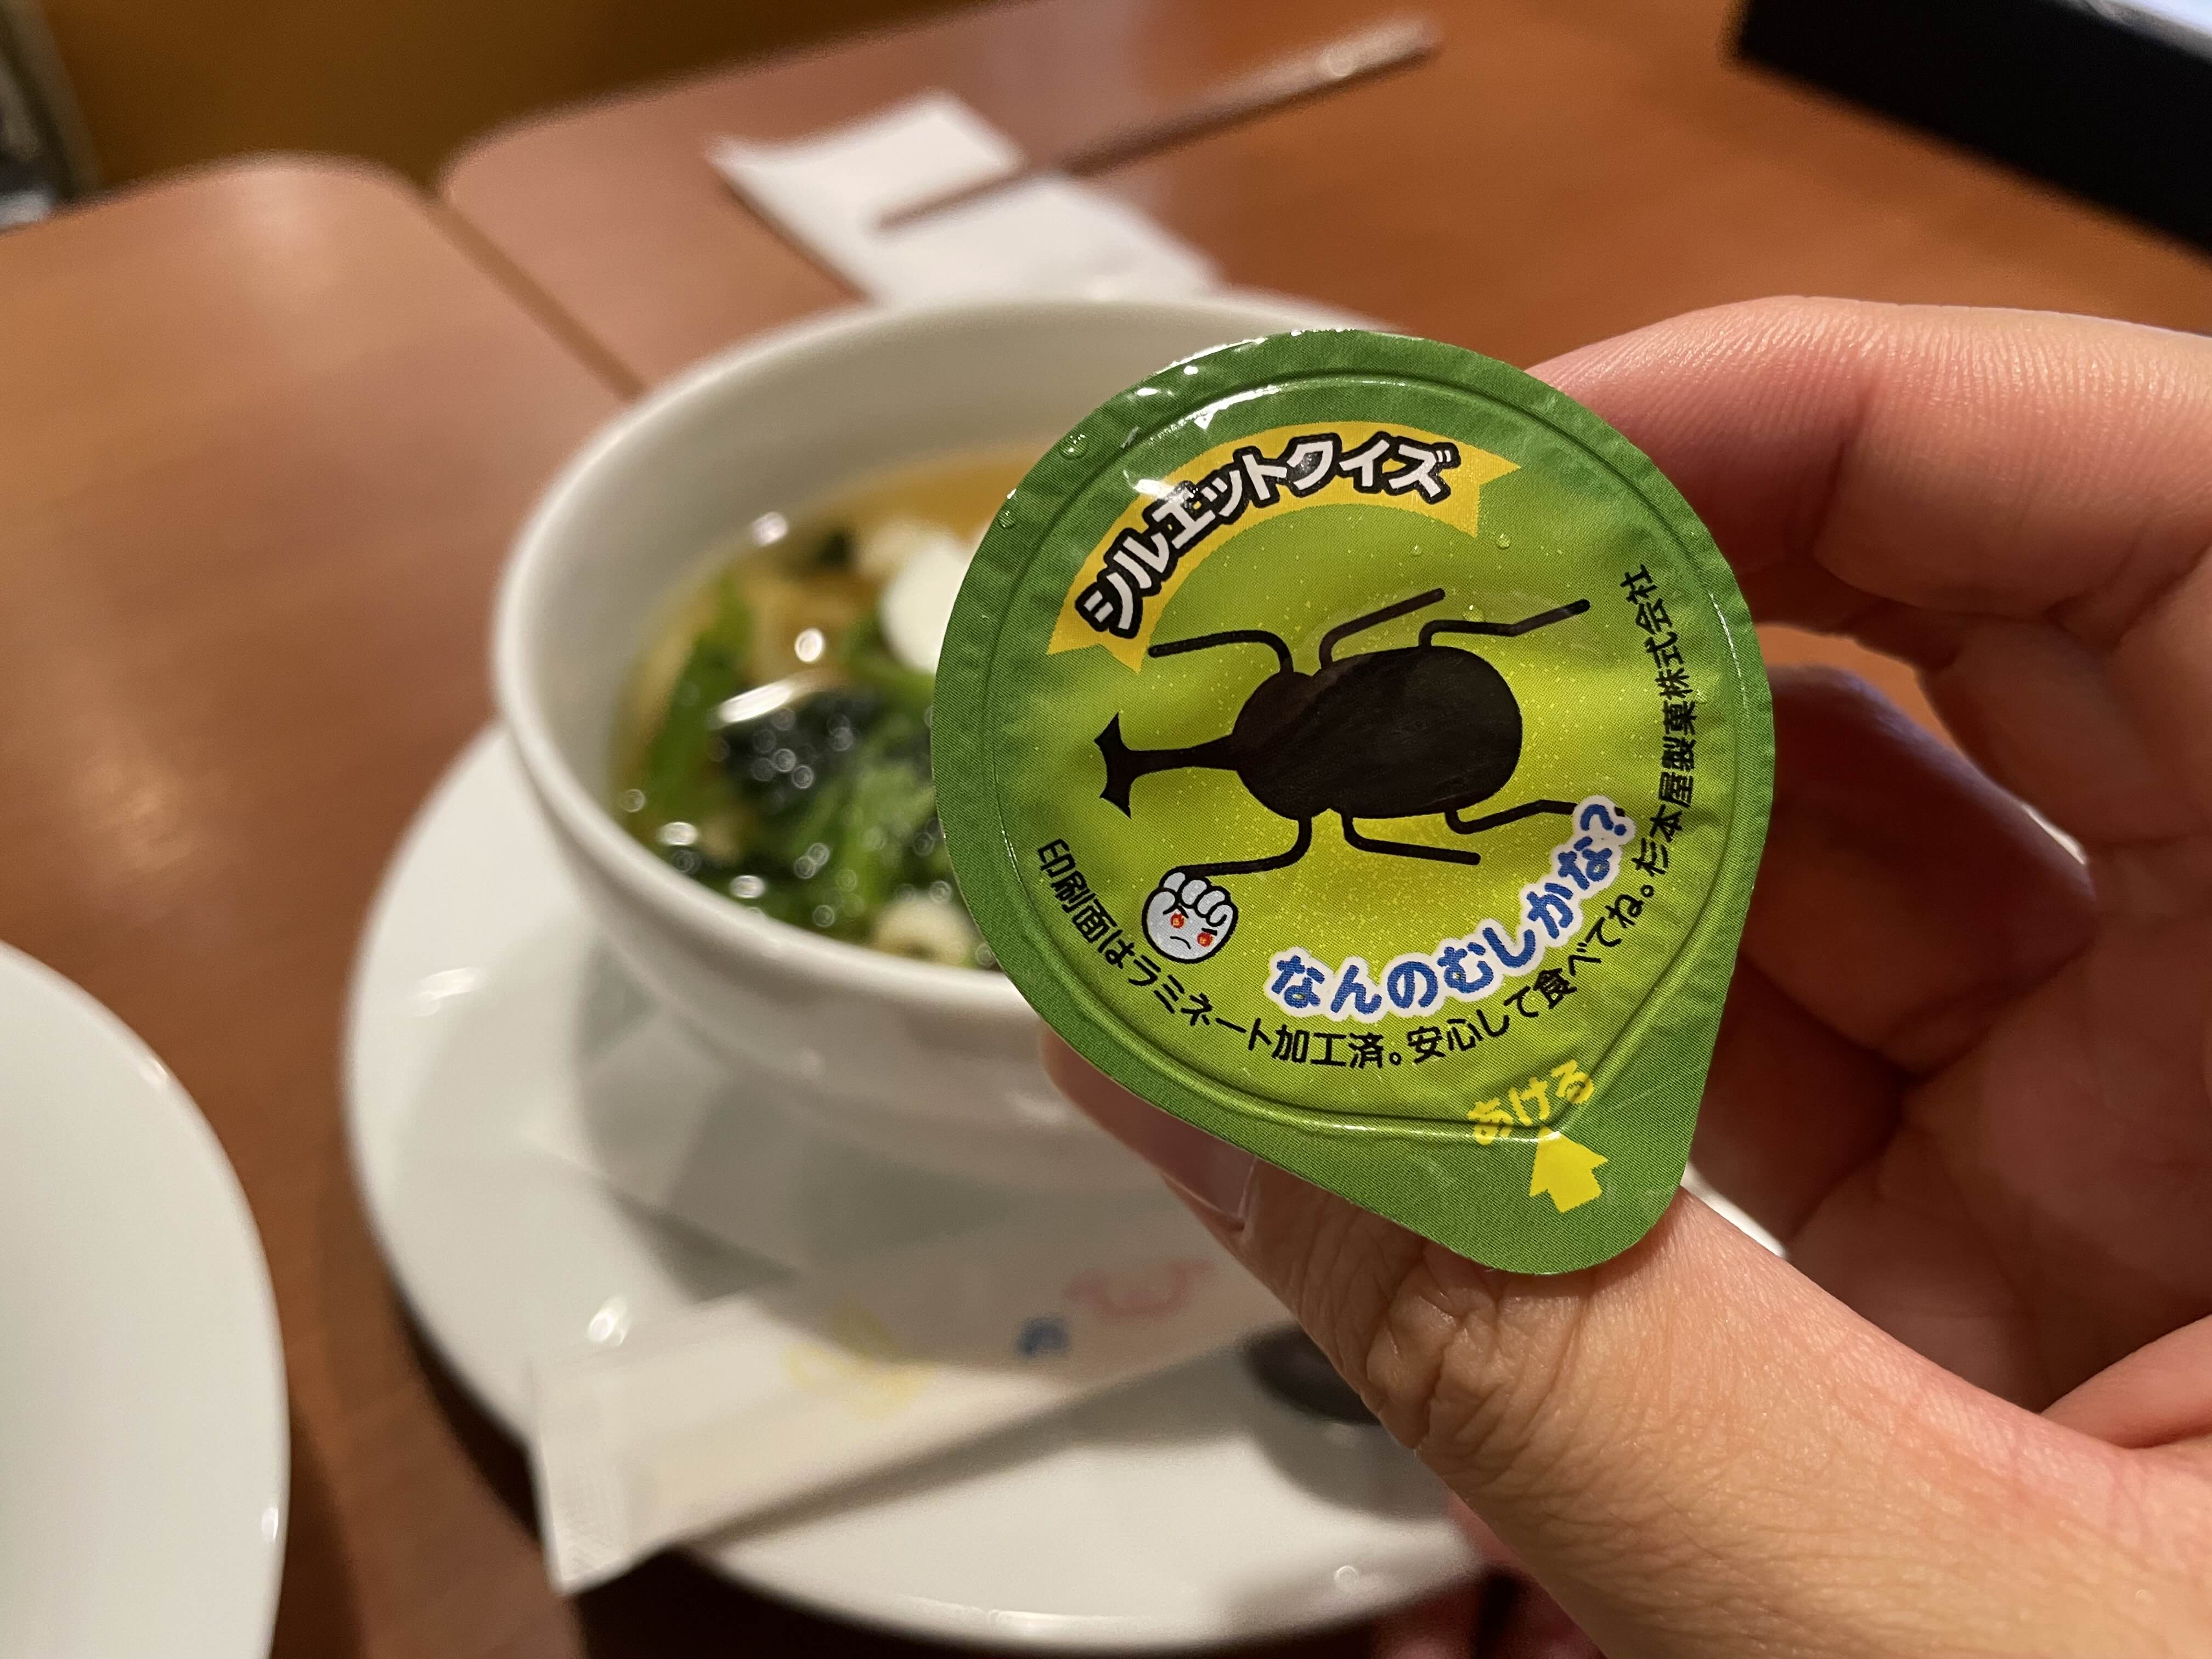 シルエットクイズ
なんのむしかな?
印刷面はラミネート加工済。安心して食べてね。杉本屋製菓株式会社
あける